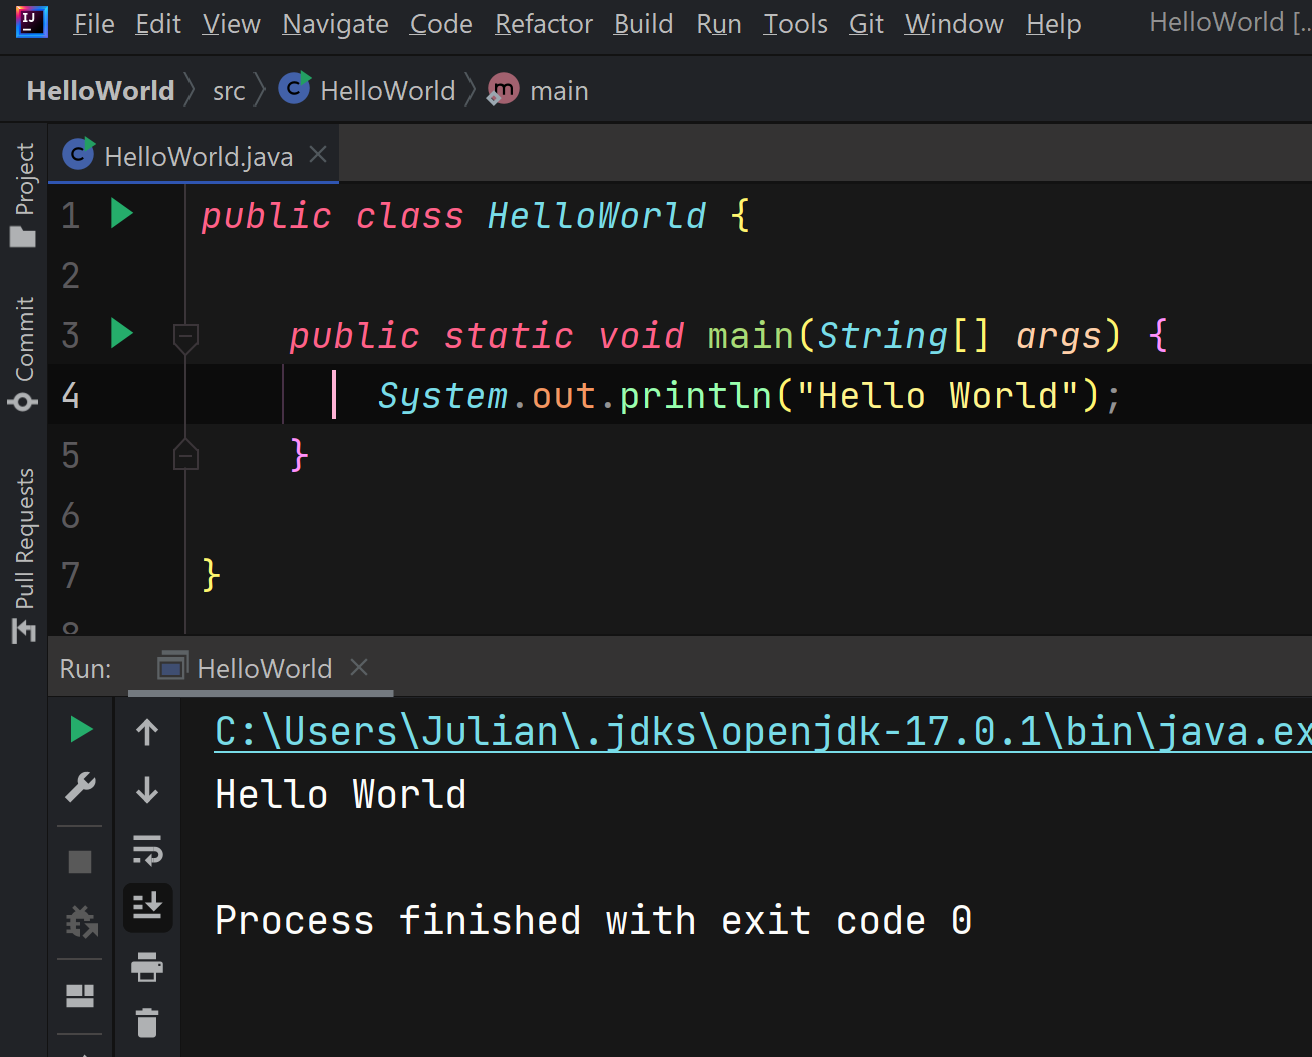 IJ File Edit View Navigate Code Refactor Build Run Tools Git Window Help HelloWorld [...
HelloWorld src C HelloWorld m main
Project
Commit
Pull Requests
C HelloWorld.java
1 public class HelloWorld {
2
3 public static void main(String[] args) {
4 System.out.println("Hello World");
5 }
6
7 }
8
Run: HelloWorld
C:\Users\Julian\.jdks\openjdk-17.0.1\bin\java.ex
Hello World
Process finished with exit code 0